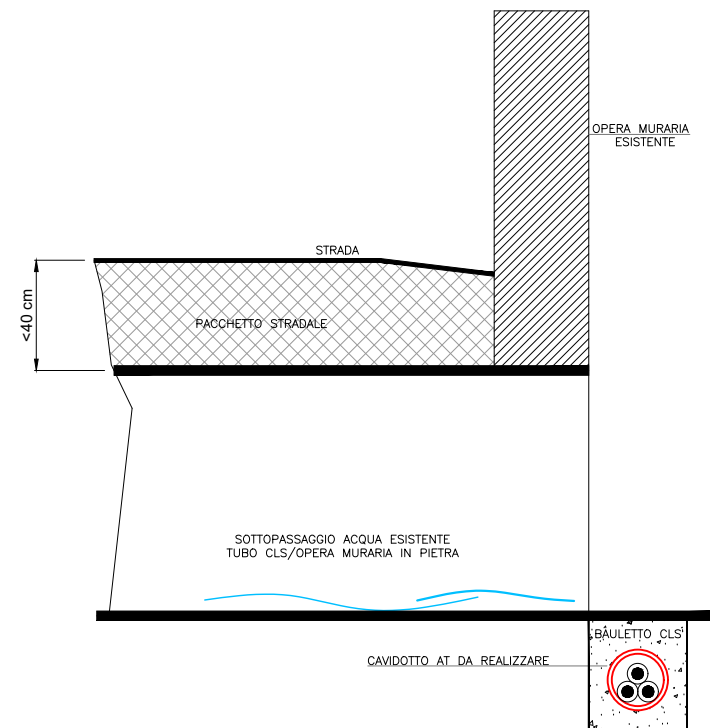 OPERA MURARIA
ESISTENTE
STRADA
<40 cm
PACCHETTO STRADALE
SOTTOPASSAGGIO ACQUA ESISTENTE
TUBO CLS/OPERA MURARIA IN PIETRA
BAULETTO CLS
CAVIDOTTO AT DA REALIZZARE